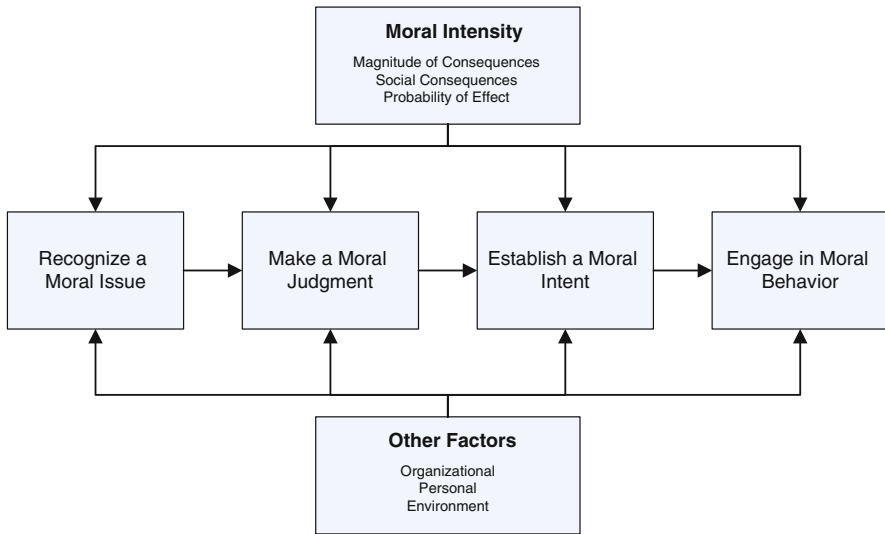 Moral Intensity
Magnitude of Consequences
Social Consequences
Probability of Effect
Recognize a
Moral Issue
Make a Moral
Judgment
Establish a Moral
Intent
Engage in Moral
Behavior
Other Factors
Organizational
Personal
Environment